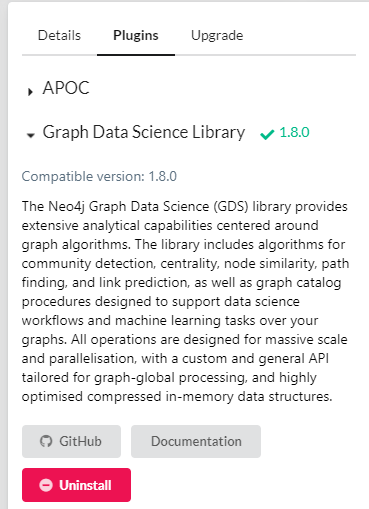 Details Plugins Upgrade
APOC
Graph Data Science Library 1.8.0
Compatible version: 1.8.0
The Neo4j Graph Data Science (GDS) library provides
extensive analytical capabilities centered around
graph algorithms. The library includes algorithms for
community detection, centrality, node similarity, path
finding, and link prediction, as well as graph catalog
procedures designed to support data science
workflows and machine learning tasks over your
graphs. All operations are designed for massive scale
and parallelisation, with a custom and general API
tailored for graph-global processing, and highly
optimised compressed in-memory data structures.
GitHub Documentation
Uninstall